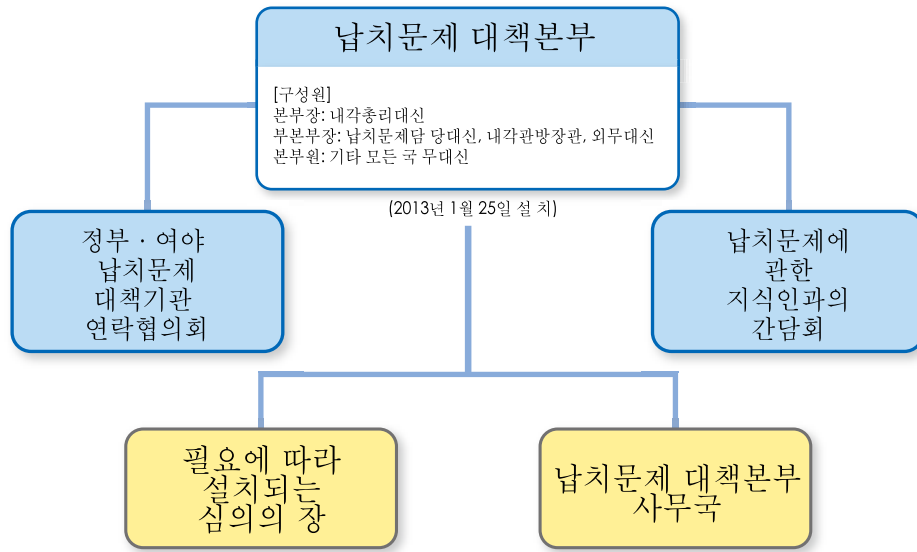 납치문제 대책본부
[구성원]
본부장: 내각총리대신
부본부장: 납치문제담 당대신, 내각관방장관, 외무대신
본부원: 기타 모든 국 무대신
(2013년 1월 25일 설 치)
정부 · 여야
납치문제
대책기관
연락협의회
납치문제에
관한
지식인과의
간담회
필요에 따라
설치되는
심의의 장
납치문제 대책본부
사무국